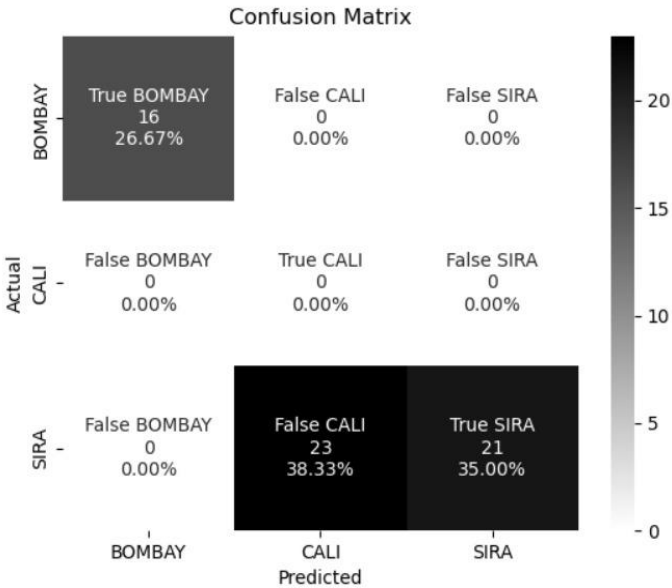 Confusion Matrix
True BOMBAY
16
26.67%
False CALI
0
0.00%
False SIRA
0
0.00%
False BOMBAY
0
0.00%
True CALI
0
0.00%
False SIRA
0
0.00%
False BOMBAY
0
0.00%
False CALI
23
38.33%
True SIRA
21
35.00%
BOMBAY
CALI
SIRA
Actual
BOMBAY
CALI
SIRA
Predicted
20
15
10
5
0